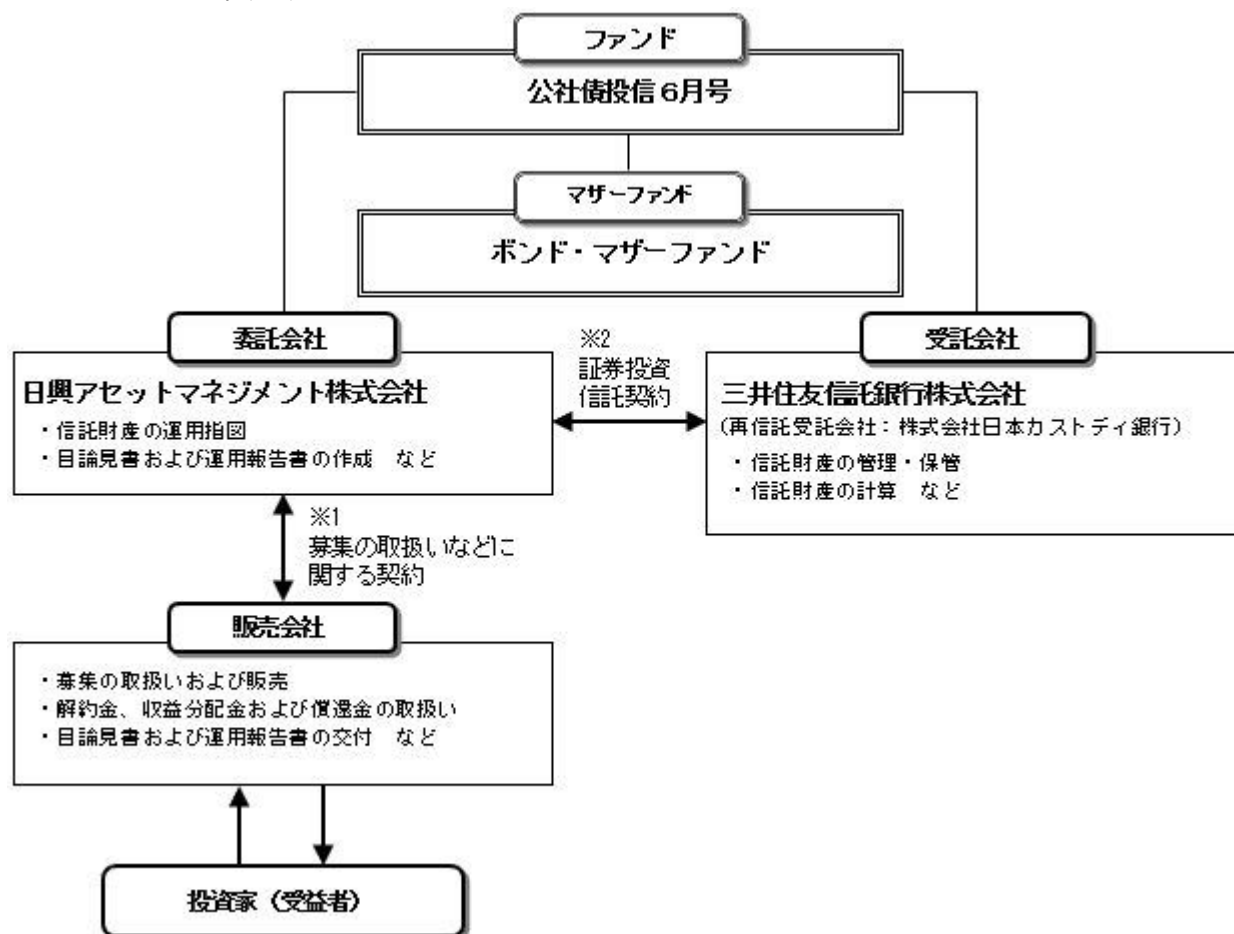 ファンド
公社債投信6月号
マザーファンド
ボンド・マザーファンド
委託会社
日興アセットマネジメント株式会社
・信託財産の運用指図
・目論見書および運用報告書の作成　など
※2
証券投資
信託契約
受託会社
三井住友信託銀行株式会社
(再信託受託会社：株式会社日本カストディ銀行)
・信託財産の管理・保管
・信託財産の計算　など
※1
募集の取扱いなどに
関する契約
販売会社
・募集の取扱いおよび販売
・解約金、収益分配金および償還金の取扱い
・目論見書および運用報告書の交付　など
投資家（受益者）